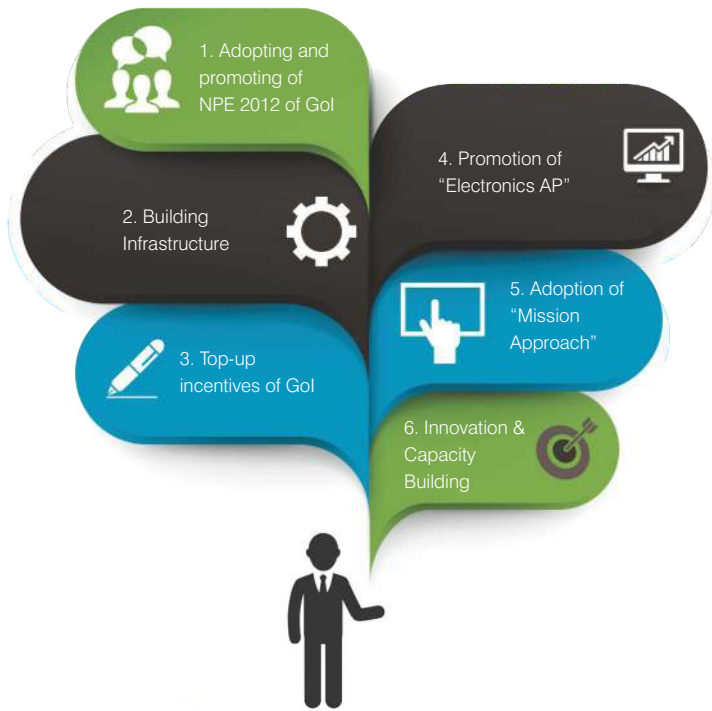 1. Adopting and
promoting of
NPE 2012 of GoI
2. Building
Infrastructure
3. Top-up
incentives of GoI
4. Promotion of
“Electronics AP”
5. Adoption of
“Mission
Approach”
6. Innovation &
Capacity
Building